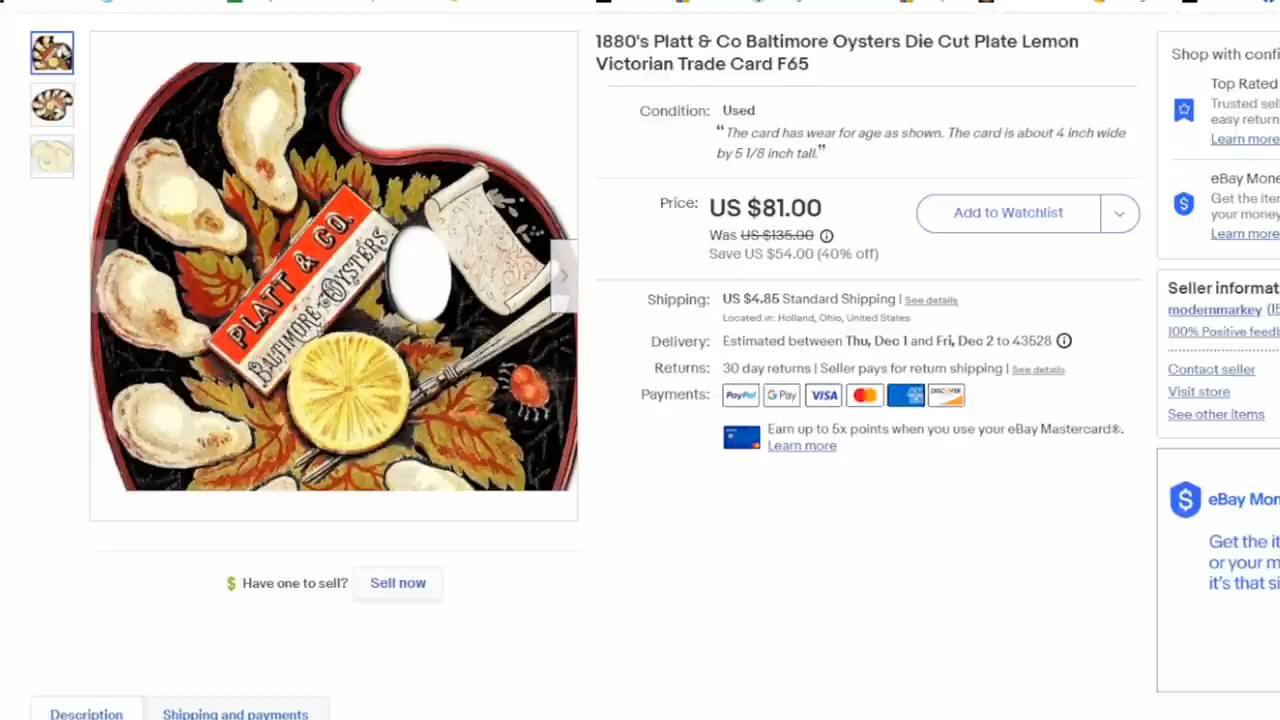 1880's Platt & Co Baltimore Oysters Die Cut Plate Lemon
Victorian Trade Card F65
Condition: Used
“The card has wear for age as shown. The card is about 4 inch wide
by 5 1/8 inch tall.”
Price: US $81.00
Was US $135.00
Save US $54.00 (40% off)
Add to Watchlist
Shipping: US $4.85 Standard Shipping | See details
Located in: Holland, Ohio, United States
Delivery: Estimated between Thu, Dec 1 and Fri, Dec 2 to 43528
Returns: 30 day returns | Seller pays for return shipping | See details
Payments: PayPal G Pay VISA DISCOVER
Earn up to 5x points when you use your eBay Mastercard®.
Learn more
PLATT & CO.
BALTIMORE OYSTERS
$ Have one to sell? Sell now
Description
Shipping and payments
Shop with confi
Top Rated
Trusted sell
easy return
Learn more
eBay Mone
Get the iter
your money
Learn more
Seller informat
modernmarkey
100% Positive feedb
Contact seller
Visit store
See other items
eBay Mon
Get the it
or your m
it's that si